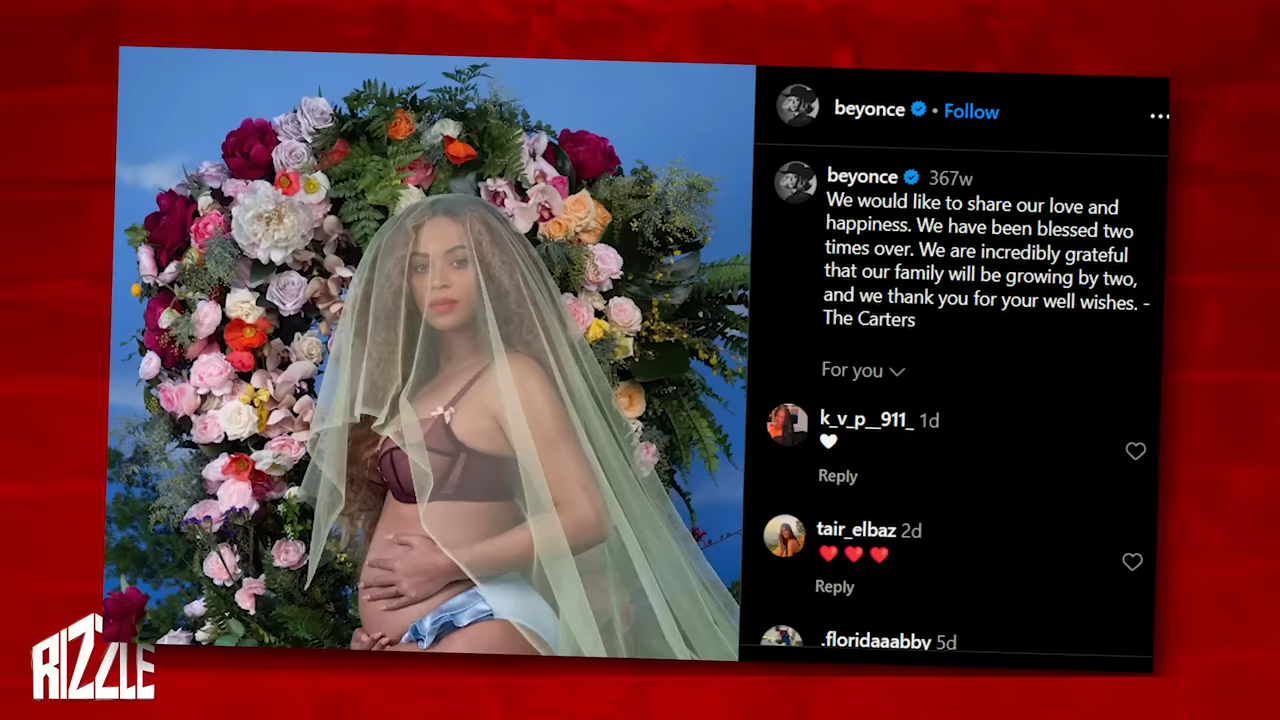 beyonce • Follow
beyonce 367w
We would like to share our love and
happiness. We have been blessed two
times over. We are incredibly grateful
that our family will be growing by two,
and we thank you for your well wishes. -
The Carters
For you
k_v_p__911_ 1d
🤍
Reply
tair_elbaz 2d
❤️❤️❤️
Reply
.floridaaabby 5d
RIZZLE